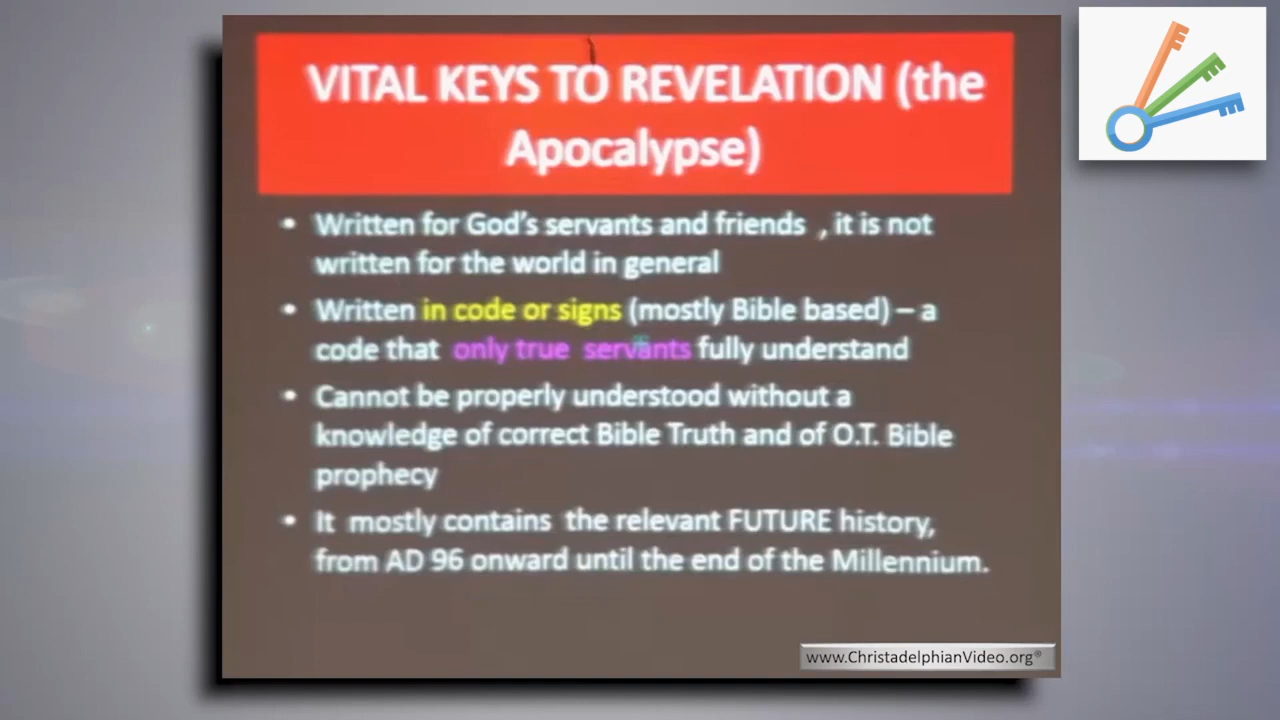 VITAL KEYS TO REVELATION (the
Apocalypse)
• Written for God's servants and friends , it is not
written for the world in general
• Written in code or signs (mostly Bible based) – a
code that only true servants fully understand
• Cannot be properly understood without a
knowledge of correct Bible Truth and of O.T. Bible
prophecy
• It mostly contains the relevant FUTURE history,
from AD 96 onward until the end of the Millennium.
www.ChristadelphianVideo.org®